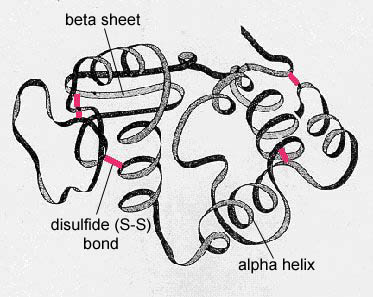 beta sheet
disulfide (S-S)
bond
alpha helix